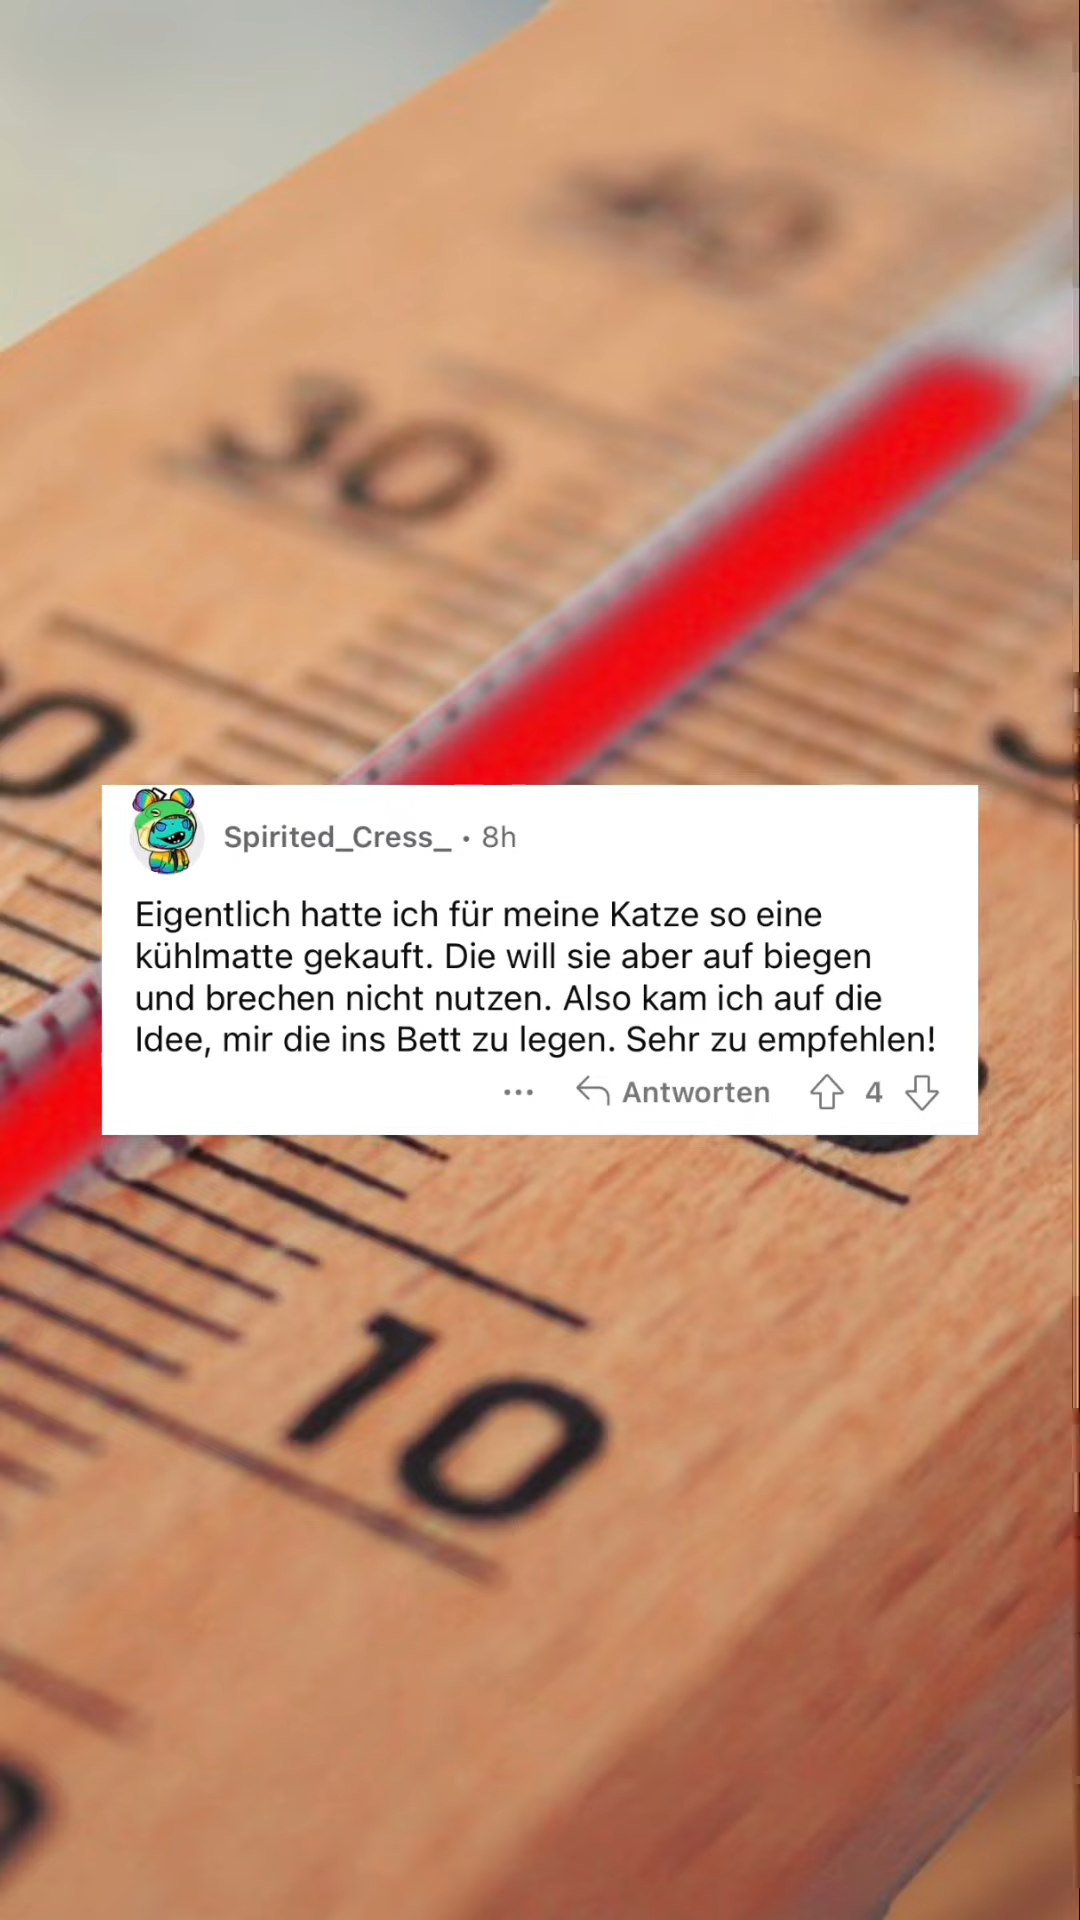 40
30
Spirited_Cress_ · 8h
Eigentlich hatte ich für meine Katze so eine
kühlmatte gekauft. Die will sie aber auf biegen
und brechen nicht nutzen. Also kam ich auf die
Idee, mir die ins Bett zu legen. Sehr zu empfehlen!
... Antworten 4
10